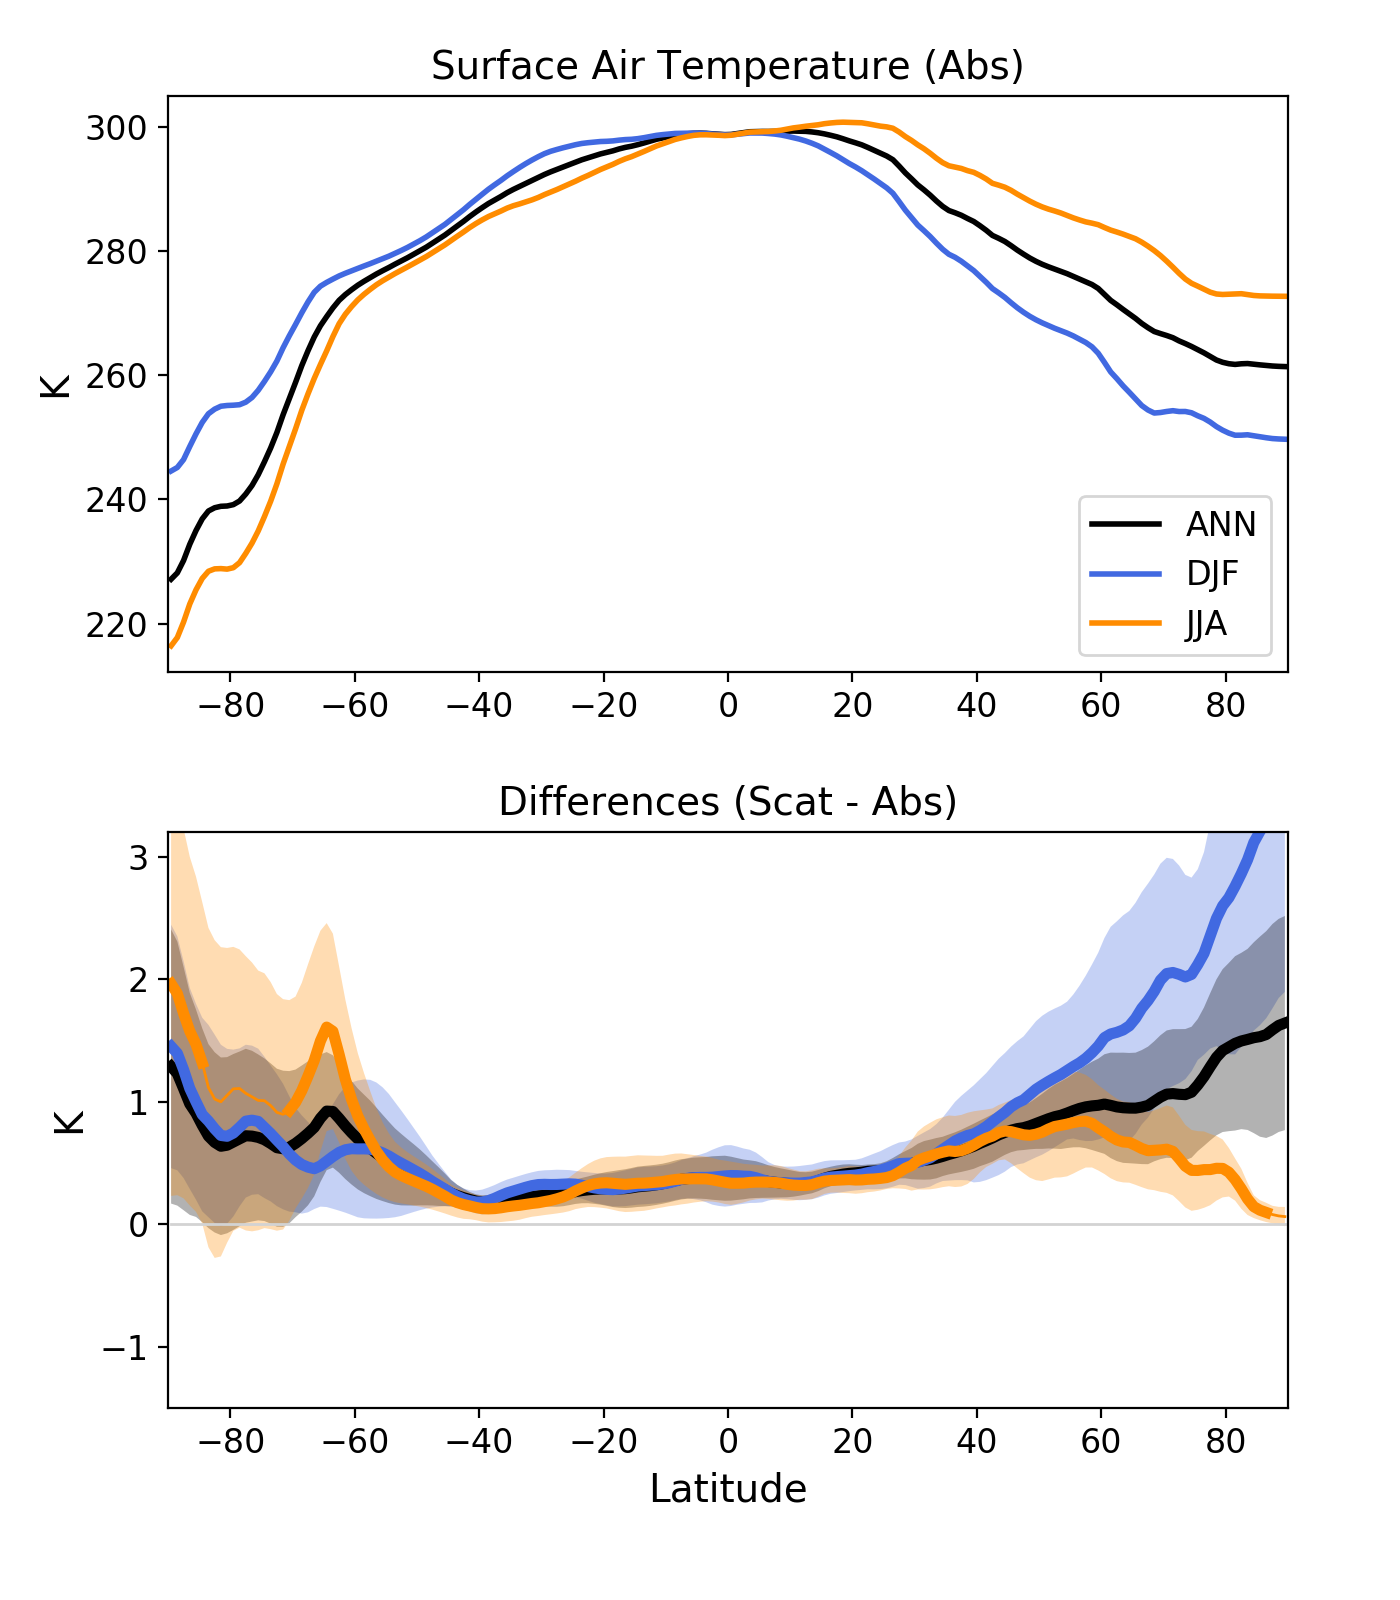 Surface Air Temperature (Abs)
300
280
260
240
220
K
ANN
DJF
JJA
−80 −60 −40 −20 0 20 40 60 80
Differences (Scat - Abs)
3
2
1
0
−1
K
−80 −60 −40 −20 0 20 40 60 80
Latitude